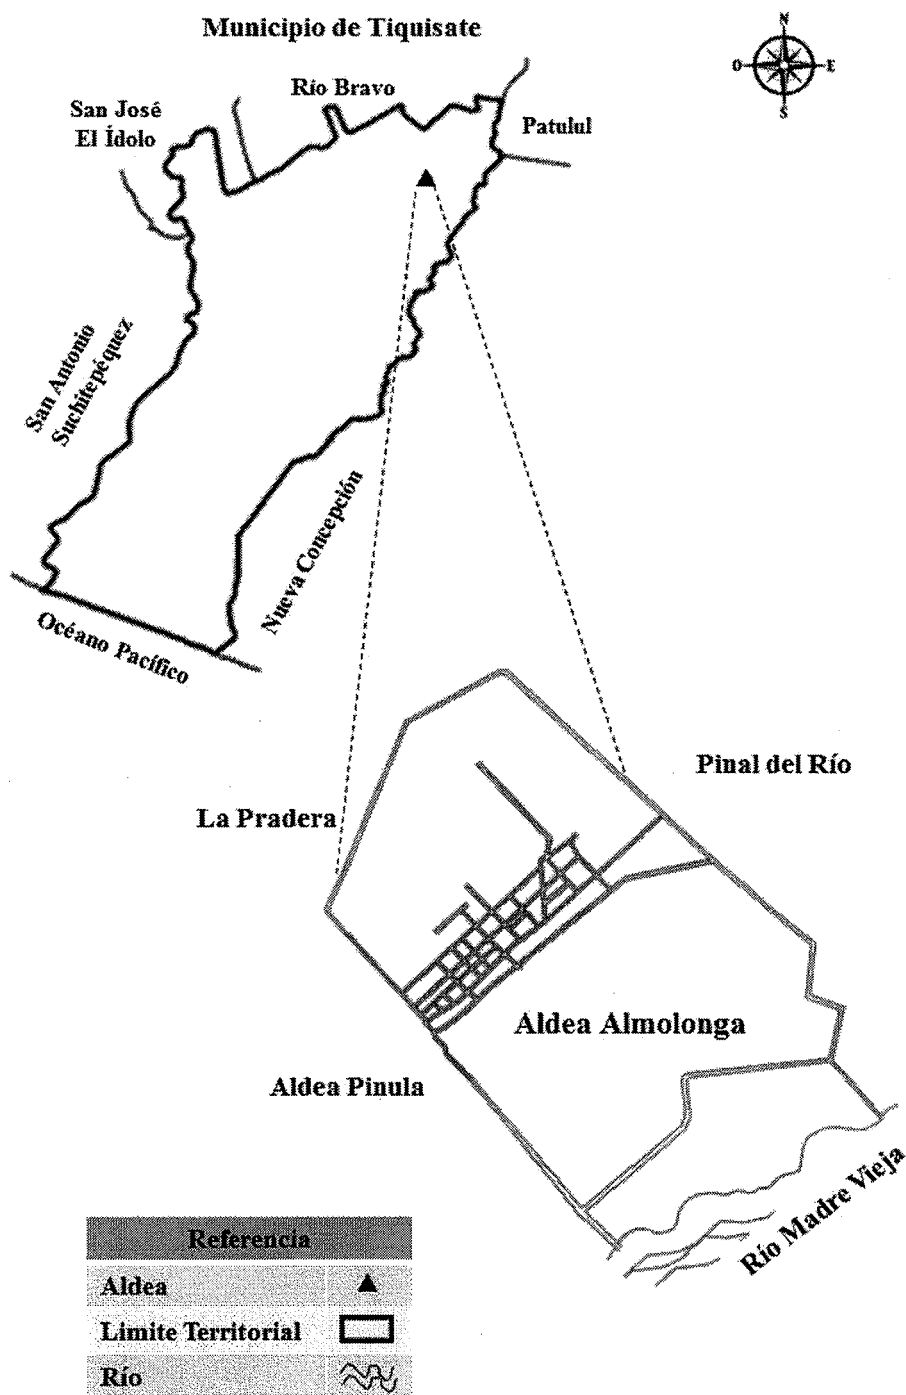 Municipio de Tiquisate
N
O
E
S
Río Bravo
San José
El Ídolo
Patulul
San Antonio
Suchitepéquez
Nueva Concepción
Océano Pacífico
Pinal del Río
La Pradera
Aldea Almolonga
Aldea Pinula
Río Madre Vieja
Referencia
Aldea
Limite Territorial
Río